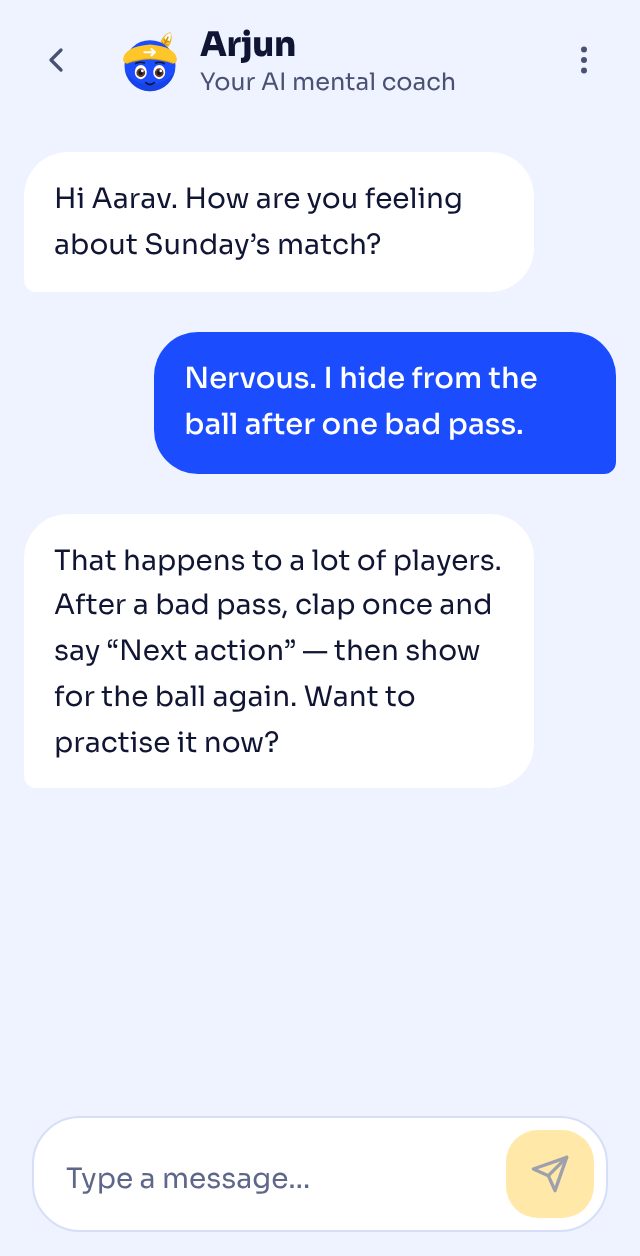 Arjun
Your AI mental coach
Hi Aarav. How are you feeling
about Sunday’s match?
Nervous. I hide from the
ball after one bad pass.
That happens to a lot of players.
After a bad pass, clap once and
say “Next action” — then show
for the ball again. Want to
practise it now?
Type a message...